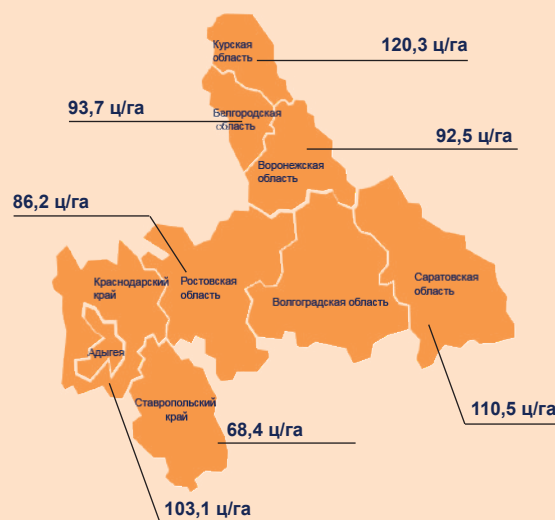 Курская
область
120,3 ц/га
93,7 ц/га
Белгородская
область
92,5 ц/га
Воронежская
область
86,2 ц/га
Краснодарский
край
Ростовская
область
Волгоградская область
Саратовская
область
Адыгея
Ставропольский
край
68,4 ц/га
110,5 ц/га
103,1 ц/га